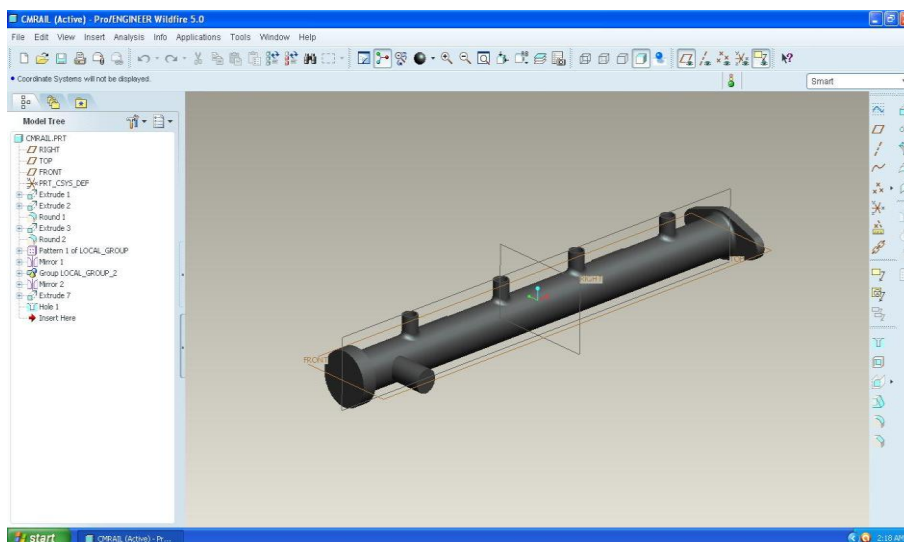 CMRAIL (Active) - Pro/ENGINEER Wildfire 5.0
File Edit View Insert Analysis Info Applications Tools Window Help
• Coordinate Systems will not be displayed.
Smart
Model Tree
CMRAIL.PRT
RIGHT
TOP
FRONT
PRT_CSYS_DEF
Extrude 1
Extrude 2
Round 1
Extrude 3
Round 2
Pattern 1 of LOCAL_GROUP
Mirror 1
Group LOCAL_GROUP_2
Mirror 2
Extrude 7
Hole 1
Insert Here
RIGHT
TOP
FRONT
start
CMRAIL (Active) - Pr...
2:18 AM